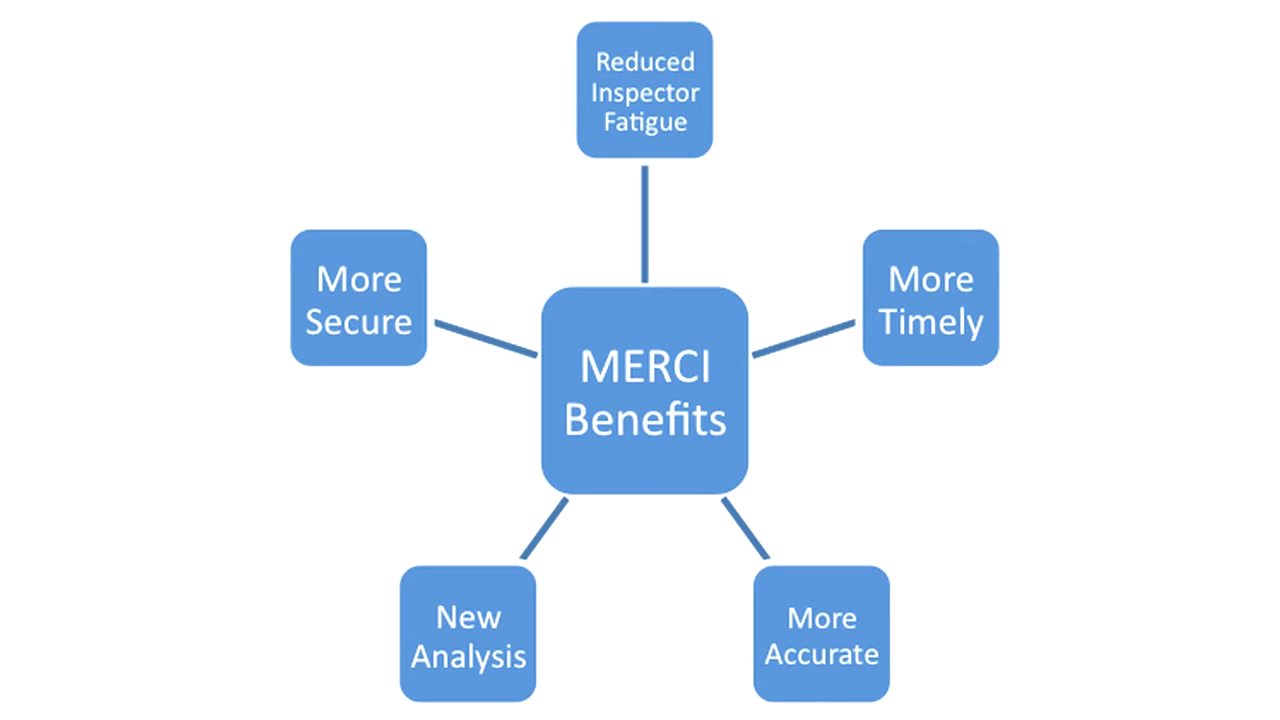 Reduced
Inspector
Fatigue
More
Secure
More
Timely
MERCI
Benefits
New
Analysis
More
Accurate